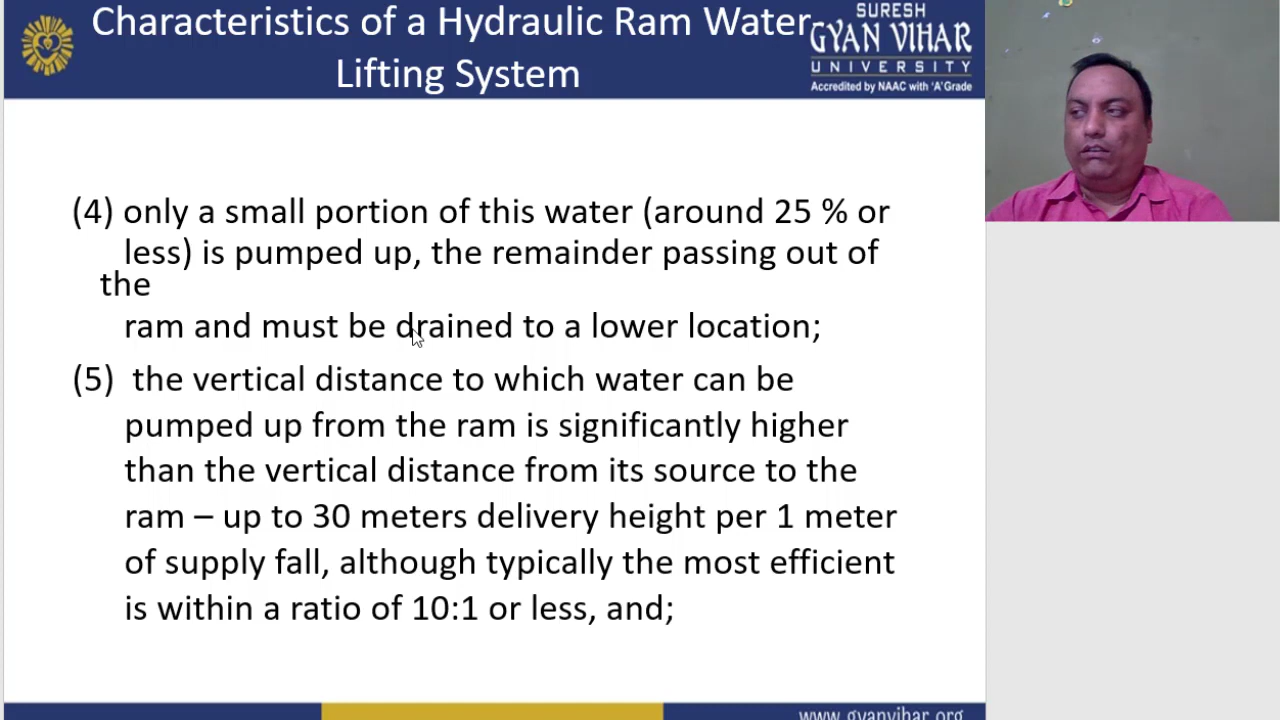 Characteristics of a Hydraulic Ram Water
Lifting System
SURESH
GYAN VIHAR
UNIVERSITY
Accredited by NAAC with 'A' Grade
(4) only a small portion of this water (around 25 % or
less) is pumped up, the remainder passing out of
the
ram and must be drained to a lower location;
(5) the vertical distance to which water can be
pumped up from the ram is significantly higher
than the vertical distance from its source to the
ram – up to 30 meters delivery height per 1 meter
of supply fall, although typically the most efficient
is within a ratio of 10:1 or less, and;
www.gyanvihar.org